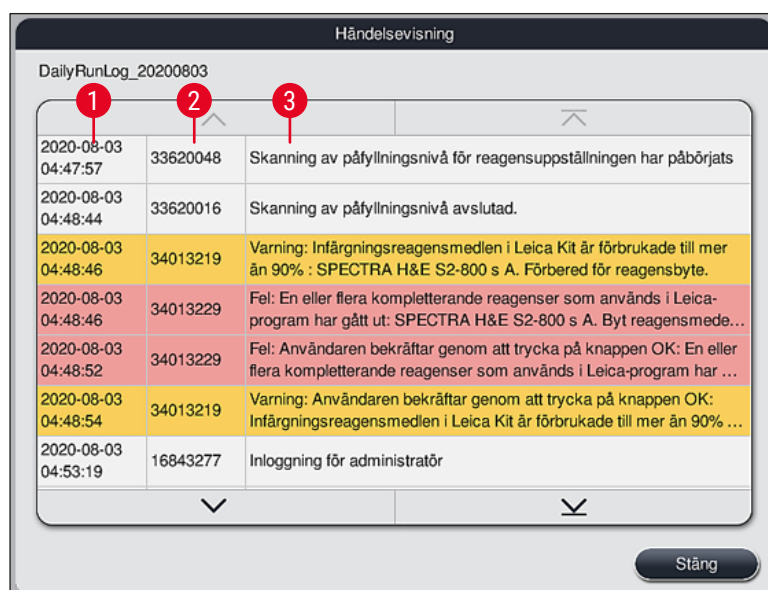 Händelsevisning
DailyRunLog_20200803
1 2 3
2020-08-03
04:47:57
33620048
Skanning av påfyllningsnivå för reagensuppställningen har påbörjats
2020-08-03
04:48:44
33620016
Skanning av påfyllningsnivå avslutad.
2020-08-03
04:48:46
34013219
Varning: Infärgningsreagensmedlen i Leica Kit är förbrukade till mer
än 90% : SPECTRA H&E S2-800 s A. Förbered för reagensbyte.
2020-08-03
04:48:46
34013229
Fel: En eller flera kompletterande reagenser som används i Leica-
program har gått ut: SPECTRA H&E S2-800 s A. Byt reagensmede...
2020-08-03
04:48:52
34013229
Fel: Användaren bekräftar genom att trycka på knappen OK: En eller
flera kompletterande reagenser som används i Leica-program har ...
2020-08-03
04:48:54
34013219
Varning: Användaren bekräftar genom att trycka på knappen OK:
Infärgningsreagensmedlen i Leica Kit är förbrukade till mer än 90% ...
2020-08-03
04:53:19
16843277
Inloggning för administratör
Stäng